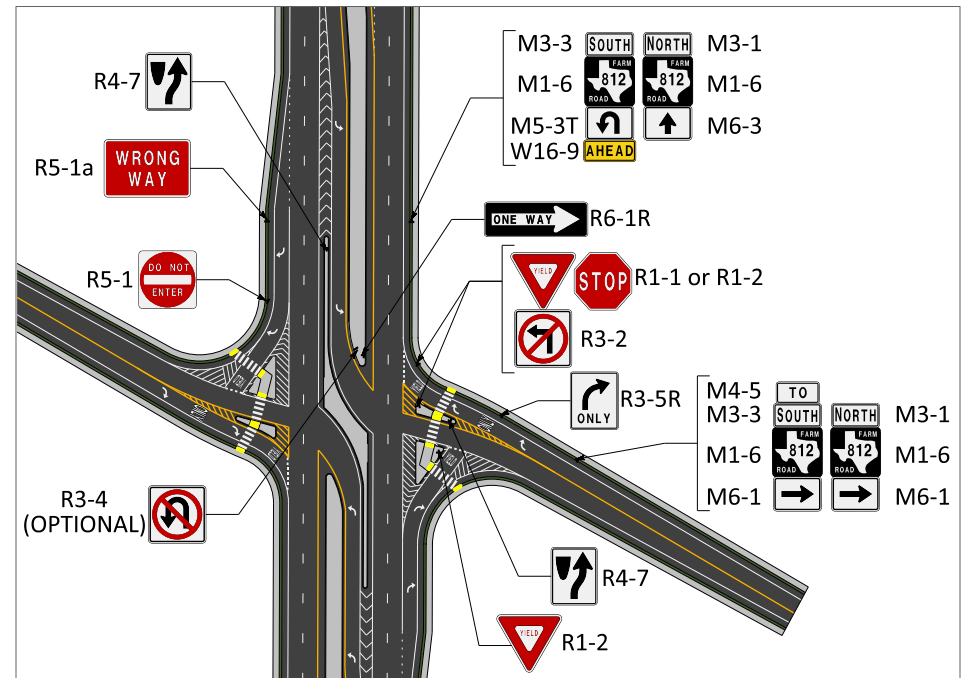 M3-3 SOUTH NORTH M3-1
M1-6 FARM 812 ROAD FARM 812 ROAD M1-6
M5-3T M6-3
W16-9 AHEAD
R4-7
R5-1a WRONG WAY
ONE WAY R6-1R
R5-1 DO NOT ENTER
YIELD STOP R1-1 or R1-2
R3-2
ONLY R3-5R
M4-5 TO
M3-3 SOUTH NORTH M3-1
M1-6 FARM 812 ROAD FARM 812 ROAD M1-6
M6-1 M6-1
R3-4
(OPTIONAL)
R4-7
YIELD R1-2